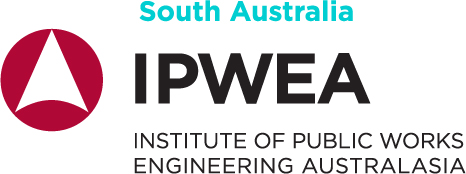 South Australia
IPWEA
INSTITUTE OF PUBLIC WORKS
ENGINEERING AUSTRALASIA